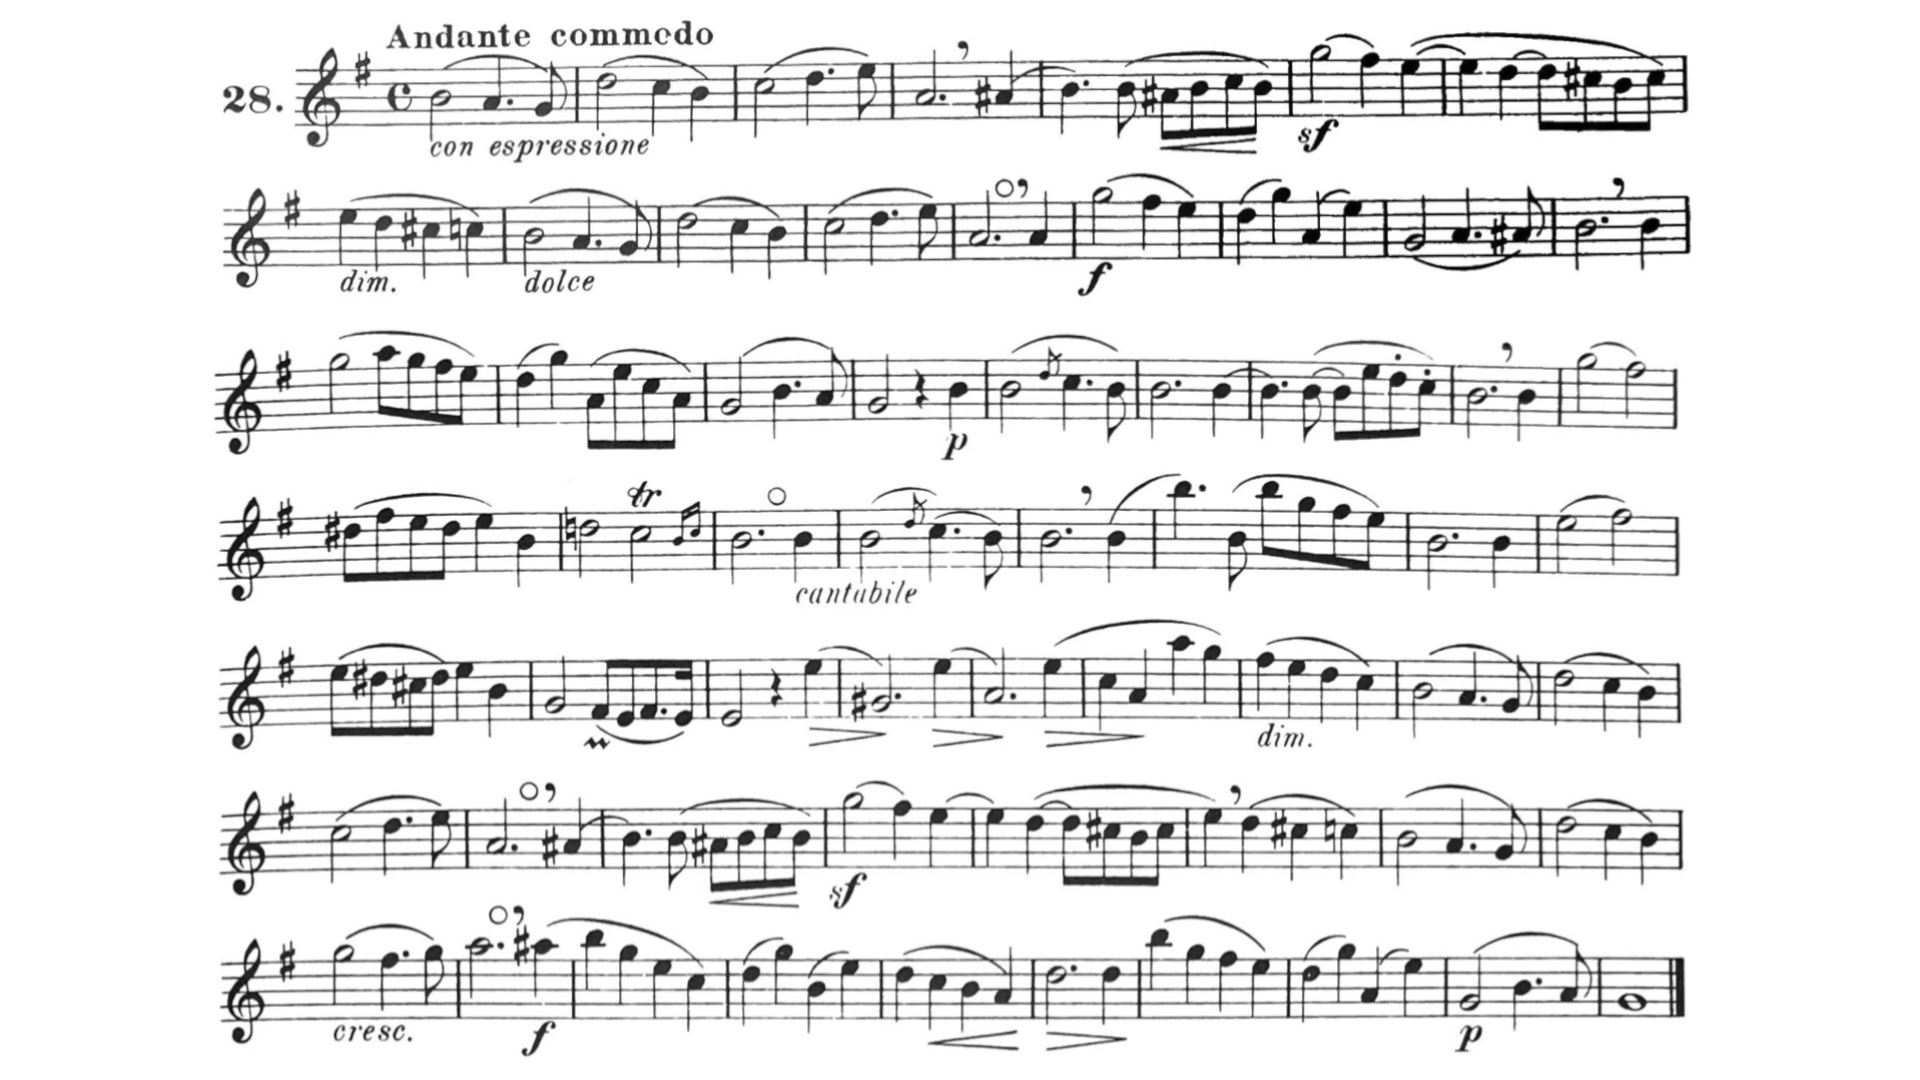 Andante commodo
28.
con espressione
sf
dim.
dolce
f
p
tr
cantabile
dim.
sf
cresc.
f
p